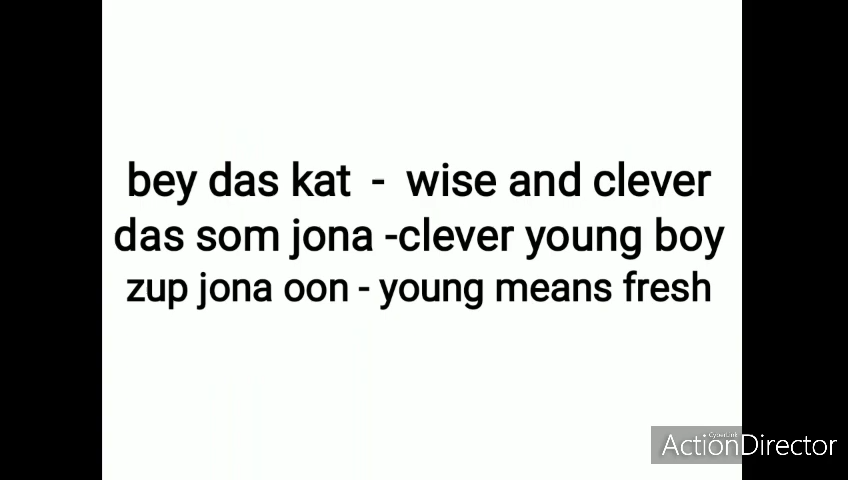 bey das kat - wise and clever
das som jona -clever young boy
zup jona oon - young means fresh
CyberLink
ActionDirector